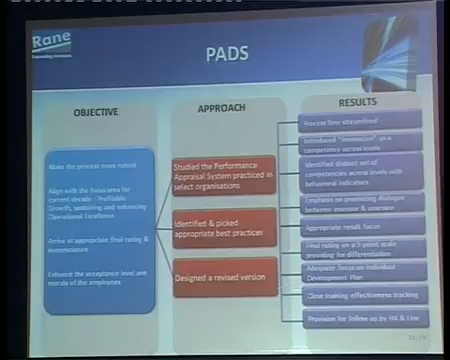 Rane
Expanding Horizons
PADS
OBJECTIVE
Make the process more robust
Align with the focus area for
current decade - Profitable
Growth, sustaining and enhancing
Operational Excellence
Arrive at appropriate final rating &
nomenclature
Enhance the acceptance level and
morale of the employees
APPROACH
Studied the Performance
Appraisal System practiced in
select organisations
Identified & picked
appropriate best practices
Designed a revised version
RESULTS
Process flow streamlined
Introduced "Innovation" as a
competency across levels
Identified distinct set of
competencies across levels with
behavioral indicators
Emphasis on promoting dialogue
between assessor & assessee
Appropriate result focus
Final rating on a 5 point scale
providing for differentiation
Adequate focus on Individual
Development Plan
Close training effectiveness tracking
Provision for follow up by HR & Line